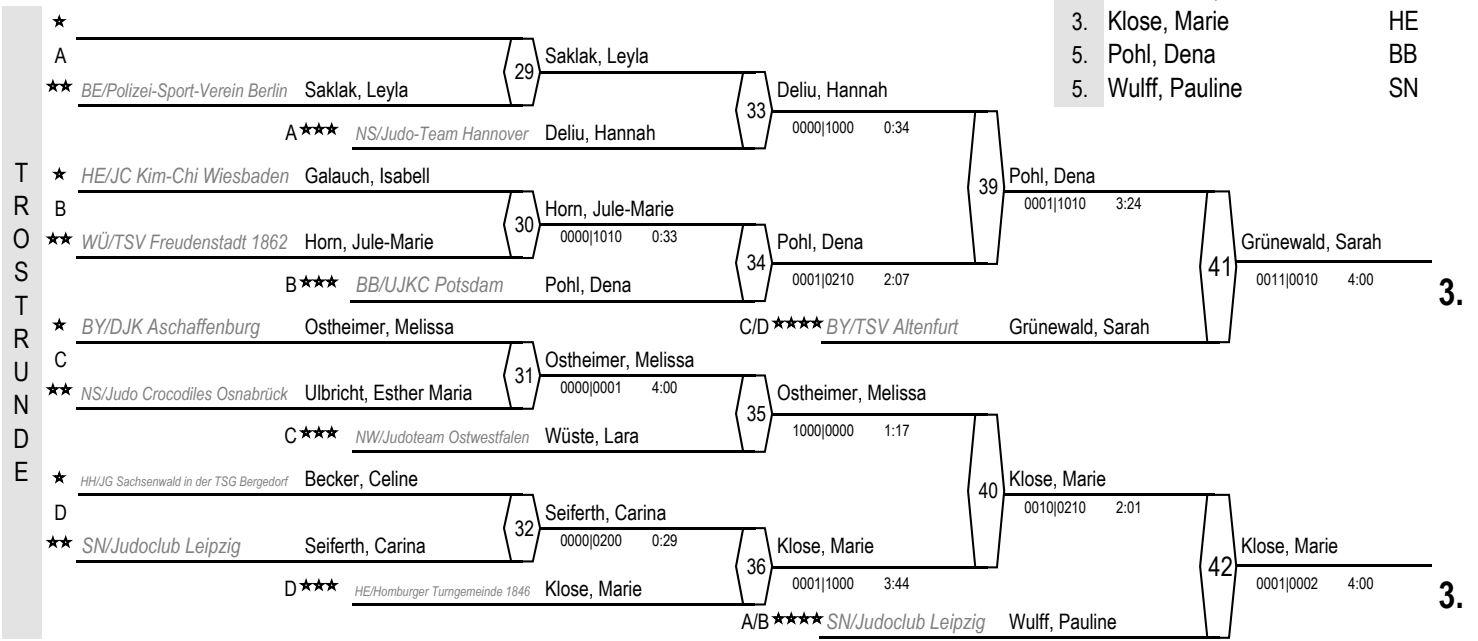 3. Klose, Marie HE
5. Pohl, Dena BB
5. Wulff, Pauline SN
TROSTRUNDE
★
A
★★ BE/Polizei-Sport-Verein Berlin Saklak, Leyla
29 Saklak, Leyla
A★★★ NS/Judo-Team Hannover Deliu, Hannah
33 Deliu, Hannah
0000|1000 0:34
★ HE/JC Kim-Chi Wiesbaden Galauch, Isabell
B
★★ WÜ/TSV Freudenstadt 1862 Horn, Jule-Marie
30 Horn, Jule-Marie
0000|1010 0:33
B★★★ BB/UJKC Potsdam Pohl, Dena
34 Pohl, Dena
0001|0210 2:07
39 Pohl, Dena
0001|1010 3:24
C/D★★★★ BY/TSV Altenfurt Grünewald, Sarah
41 Grünewald, Sarah
0011|0010 4:00
3.
★ BY/DJK Aschaffenburg Ostheimer, Melissa
C
★★ NS/Judo Crocodiles Osnabrück Ulbricht, Esther Maria
31 Ostheimer, Melissa
0000|0001 4:00
C★★★ NW/Judoteam Ostwestfalen Wüste, Lara
35 Ostheimer, Melissa
1000|0000 1:17
★ HH/JG Sachsenwald in der TSG Bergedorf Becker, Celine
D
★★ SN/Judoclub Leipzig Seiferth, Carina
32 Seiferth, Carina
0000|0200 0:29
D★★★ HE/Homburger Turngemeinde 1846 Klose, Marie
36 Klose, Marie
0001|1000 3:44
40 Klose, Marie
0010|0210 2:01
A/B★★★★ SN/Judoclub Leipzig Wulff, Pauline
42 Klose, Marie
0001|0002 4:00
3.